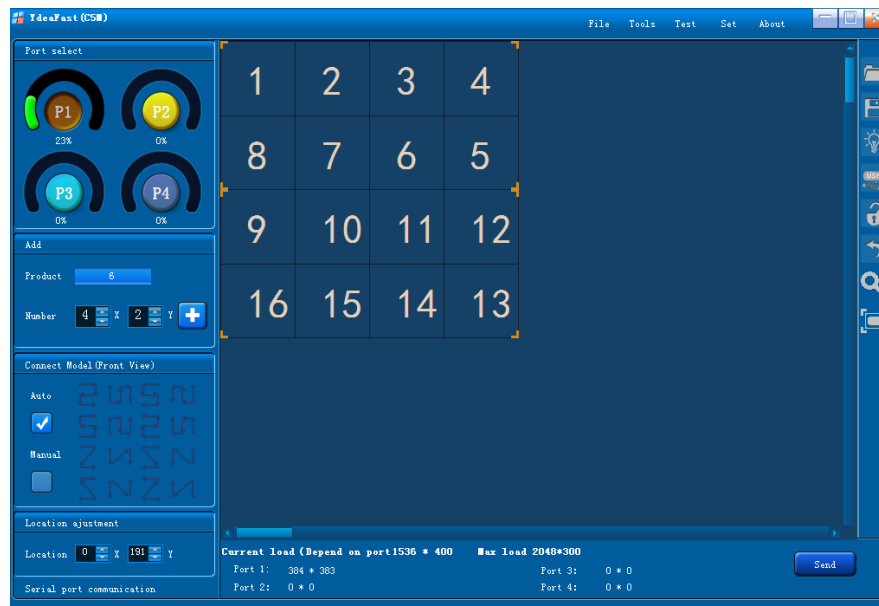 YdeaFast(C5Ⅲ)
File Tools Test Set About
Port select
P1 P2
23% 0%
P3 P4
0% 0%
Add
Product 6
Number 4 X 2 Y
Connect Model(Front View)
Auto
Manual
Location ajustment
Location 0 X 191 Y
Serial port communication
1 2 3 4
8 7 6 5
9 10 11 12
16 15 14 13
Current load(Depend on port1536 * 400 Max load 2048*300
Port 1: 384 * 383 Port 3: 0 * 0
Port 2: 0 * 0 Port 4: 0 * 0
Send